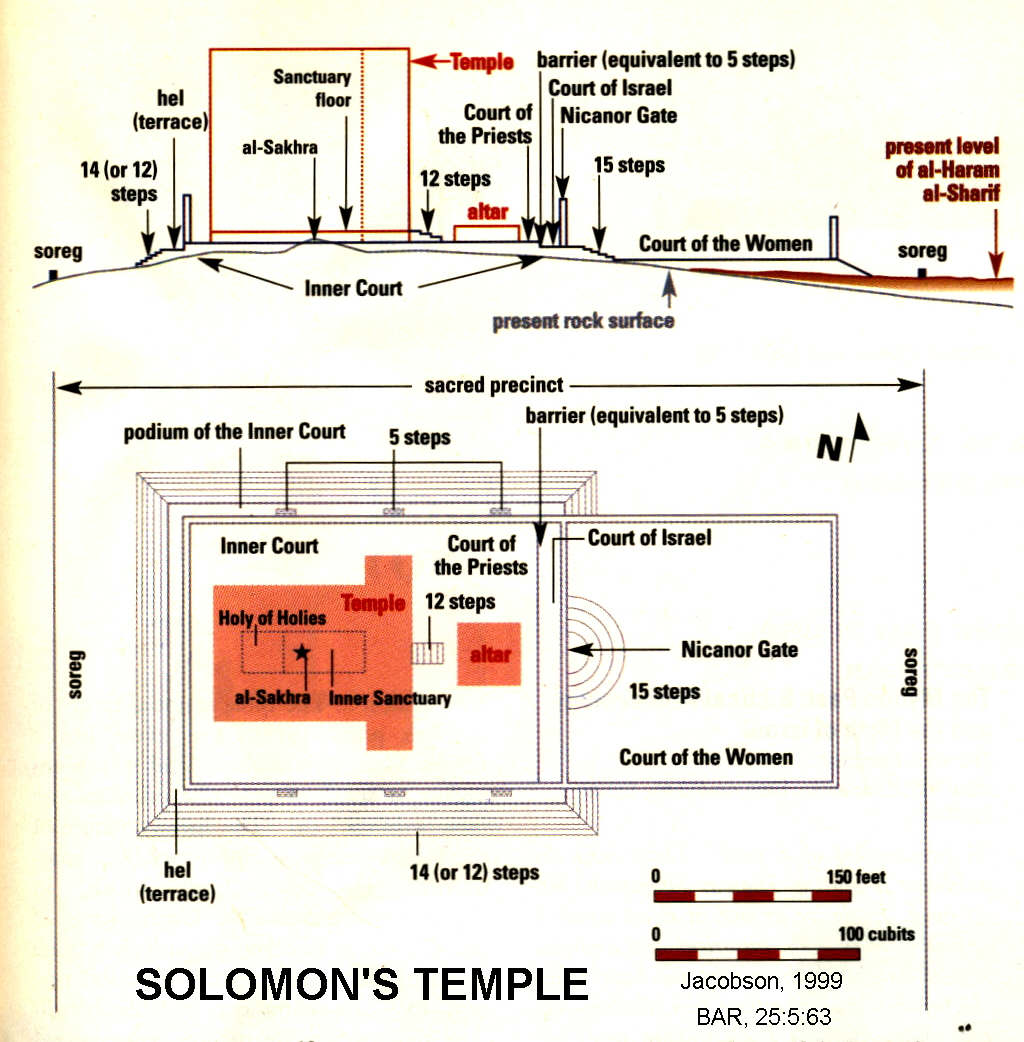 Temple
barrier (equivalent to 5 steps)
Sanctuary
floor
Court of Israel
hel
(terrace)
Court of
the Priests
Nicanor Gate
al-Sakhra
present level
of al-Haram
al-Sharif
14 (or 12)
steps
12 steps
15 steps
altar
soreg
Court of the Women
soreg
Inner Court
present rock surface
sacred precinct
barrier (equivalent to 5 steps)
podium of the Inner Court
5 steps
N
Inner Court
Court of
the Priests
Court of Israel
Temple
12 steps
Holy of Holies
altar
Nicanor Gate
soreg
soreg
al-Sakhra
Inner Sanctuary
15 steps
Court of the Women
hel
(terrace)
14 (or 12) steps
0 150 feet
0 100 cubits
SOLOMON'S TEMPLE
Jacobson, 1999
BAR, 25:5:63